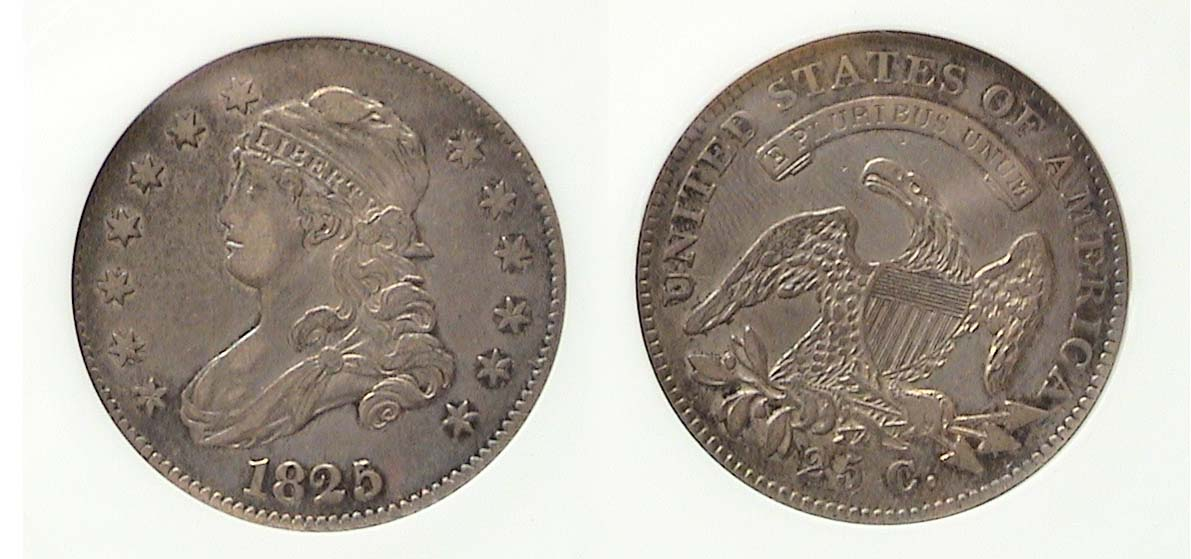 LIBERTY
1825
UNITED STATES OF AMERICA
E PLURIBUS UNUM
25 C.